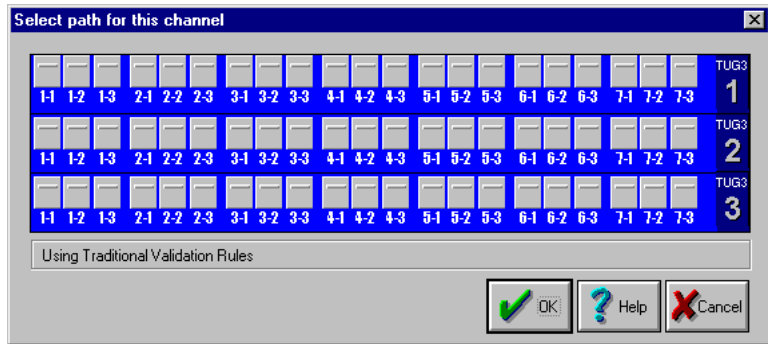 Select path for this channel
TUG3
1-1 1-2 1-3 2-1 2-2 2-3 3-1 3-2 3-3 4-1 4-2 4-3 5-1 5-2 5-3 6-1 6-2 6-3 7-1 7-2 7-3 1
TUG3
1-1 1-2 1-3 2-1 2-2 2-3 3-1 3-2 3-3 4-1 4-2 4-3 5-1 5-2 5-3 6-1 6-2 6-3 7-1 7-2 7-3 2
TUG3
1-1 1-2 1-3 2-1 2-2 2-3 3-1 3-2 3-3 4-1 4-2 4-3 5-1 5-2 5-3 6-1 6-2 6-3 7-1 7-2 7-3 3
Using Traditional Validation Rules
OK Help Cancel